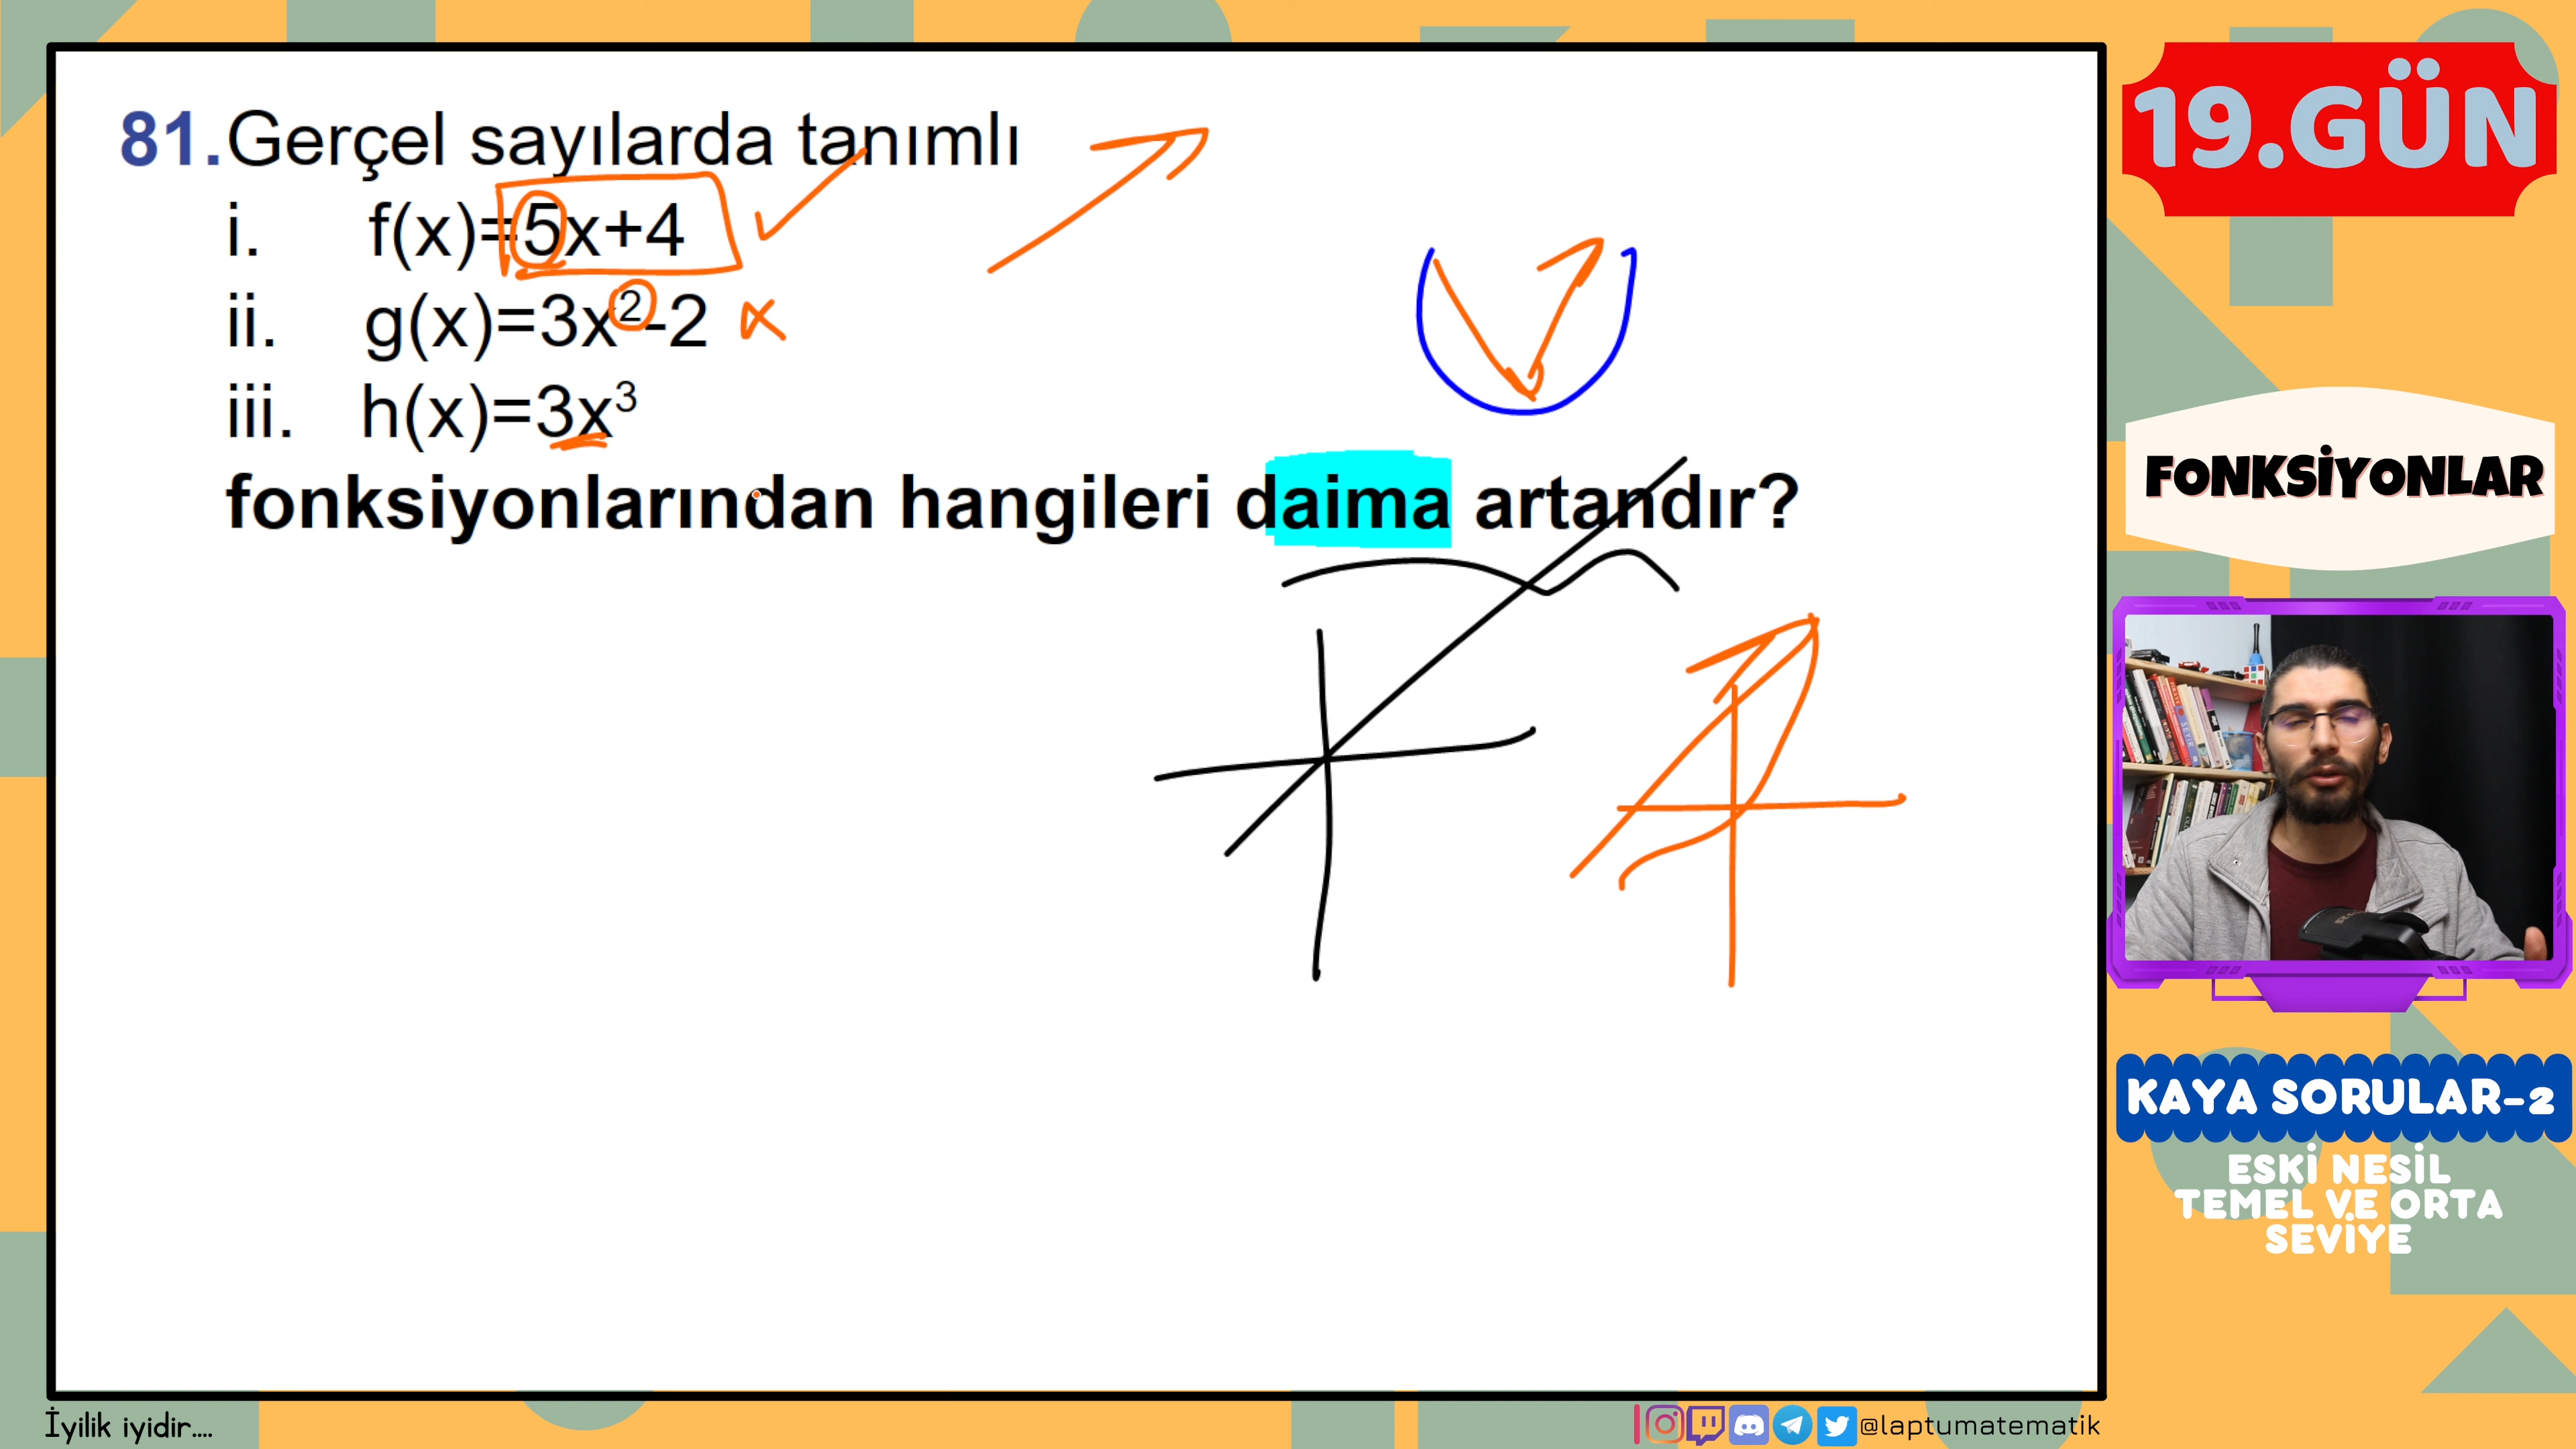 81.Gerçel sayılarda tanımlı
i. f(x)=5x+4
ii. g(x)=3x²-2
iii. h(x)=3x³
fonksiyonlarından hangileri daima artandır?
19.GÜN
FONKSİYONLAR
KAYA SORULAR-2
ESKİ NESİL
TEMEL VE ORTA
SEVİYE
İyilik iyidir....
@laptumatematik